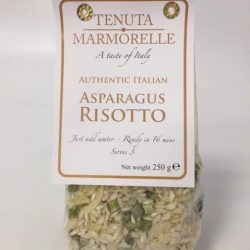 TENUTA
MARMORELLE
A taste of Italy
AUTHENTIC ITALIAN
ASPARAGUS
RISOTTO
Just add water - Ready in 16 mins
Serves 3
Net weight 250 g e